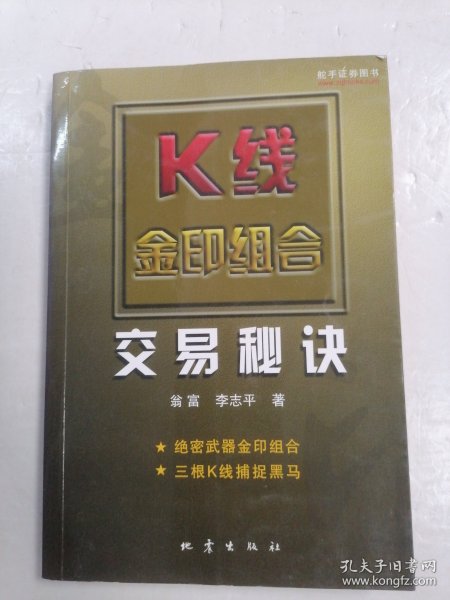 舵手证券图书
K线
金印组合
交易秘诀
翁富 李志平 著
★ 绝密武器金印组合
★ 三根K线捕捉黑马
地震出版社
孔夫子旧书网
www.kongfz.com